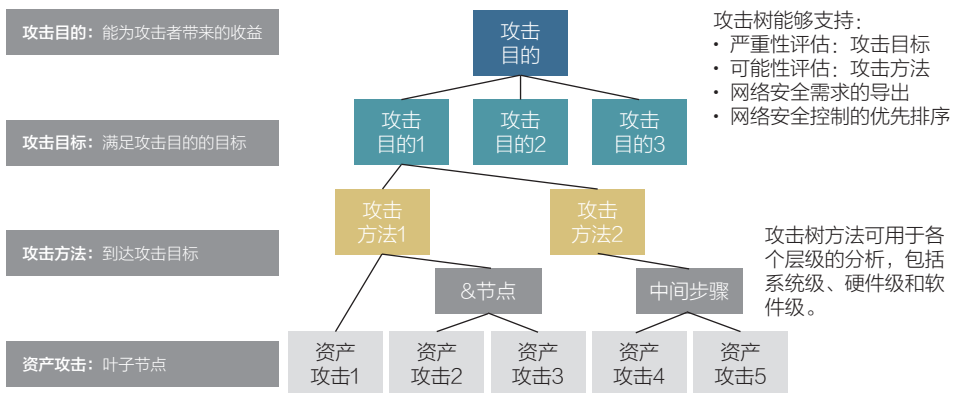 攻击目的：能为攻击者带来的收益
攻击
目的
攻击树能够支持：
• 严重性评估：攻击目标
• 可能性评估：攻击方法
• 网络安全需求的导出
• 网络安全控制的优先排序
攻击目标：满足攻击目的的目标
攻击
目的1
攻击
目的2
攻击
目的3
攻击方法：到达攻击目标
攻击
方法1
攻击
方法2
&节点
中间步骤
攻击树方法可用于各
个层级的分析，包括
系统级、硬件级和软
件级。
资产攻击：叶子节点
资产
攻击1
资产
攻击2
资产
攻击3
资产
攻击4
资产
攻击5